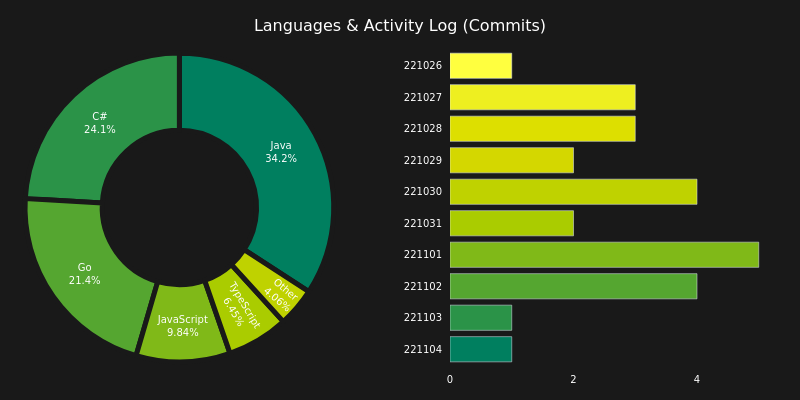 Languages & Activity Log (Commits)
C#
24.1%
Java
34.2%
Go
21.4%
JavaScript
9.84%
TypeScript
6.45%
Other
4.06%
221026
221027
221028
221029
221030
221031
221101
221102
221103
221104
0 2 4